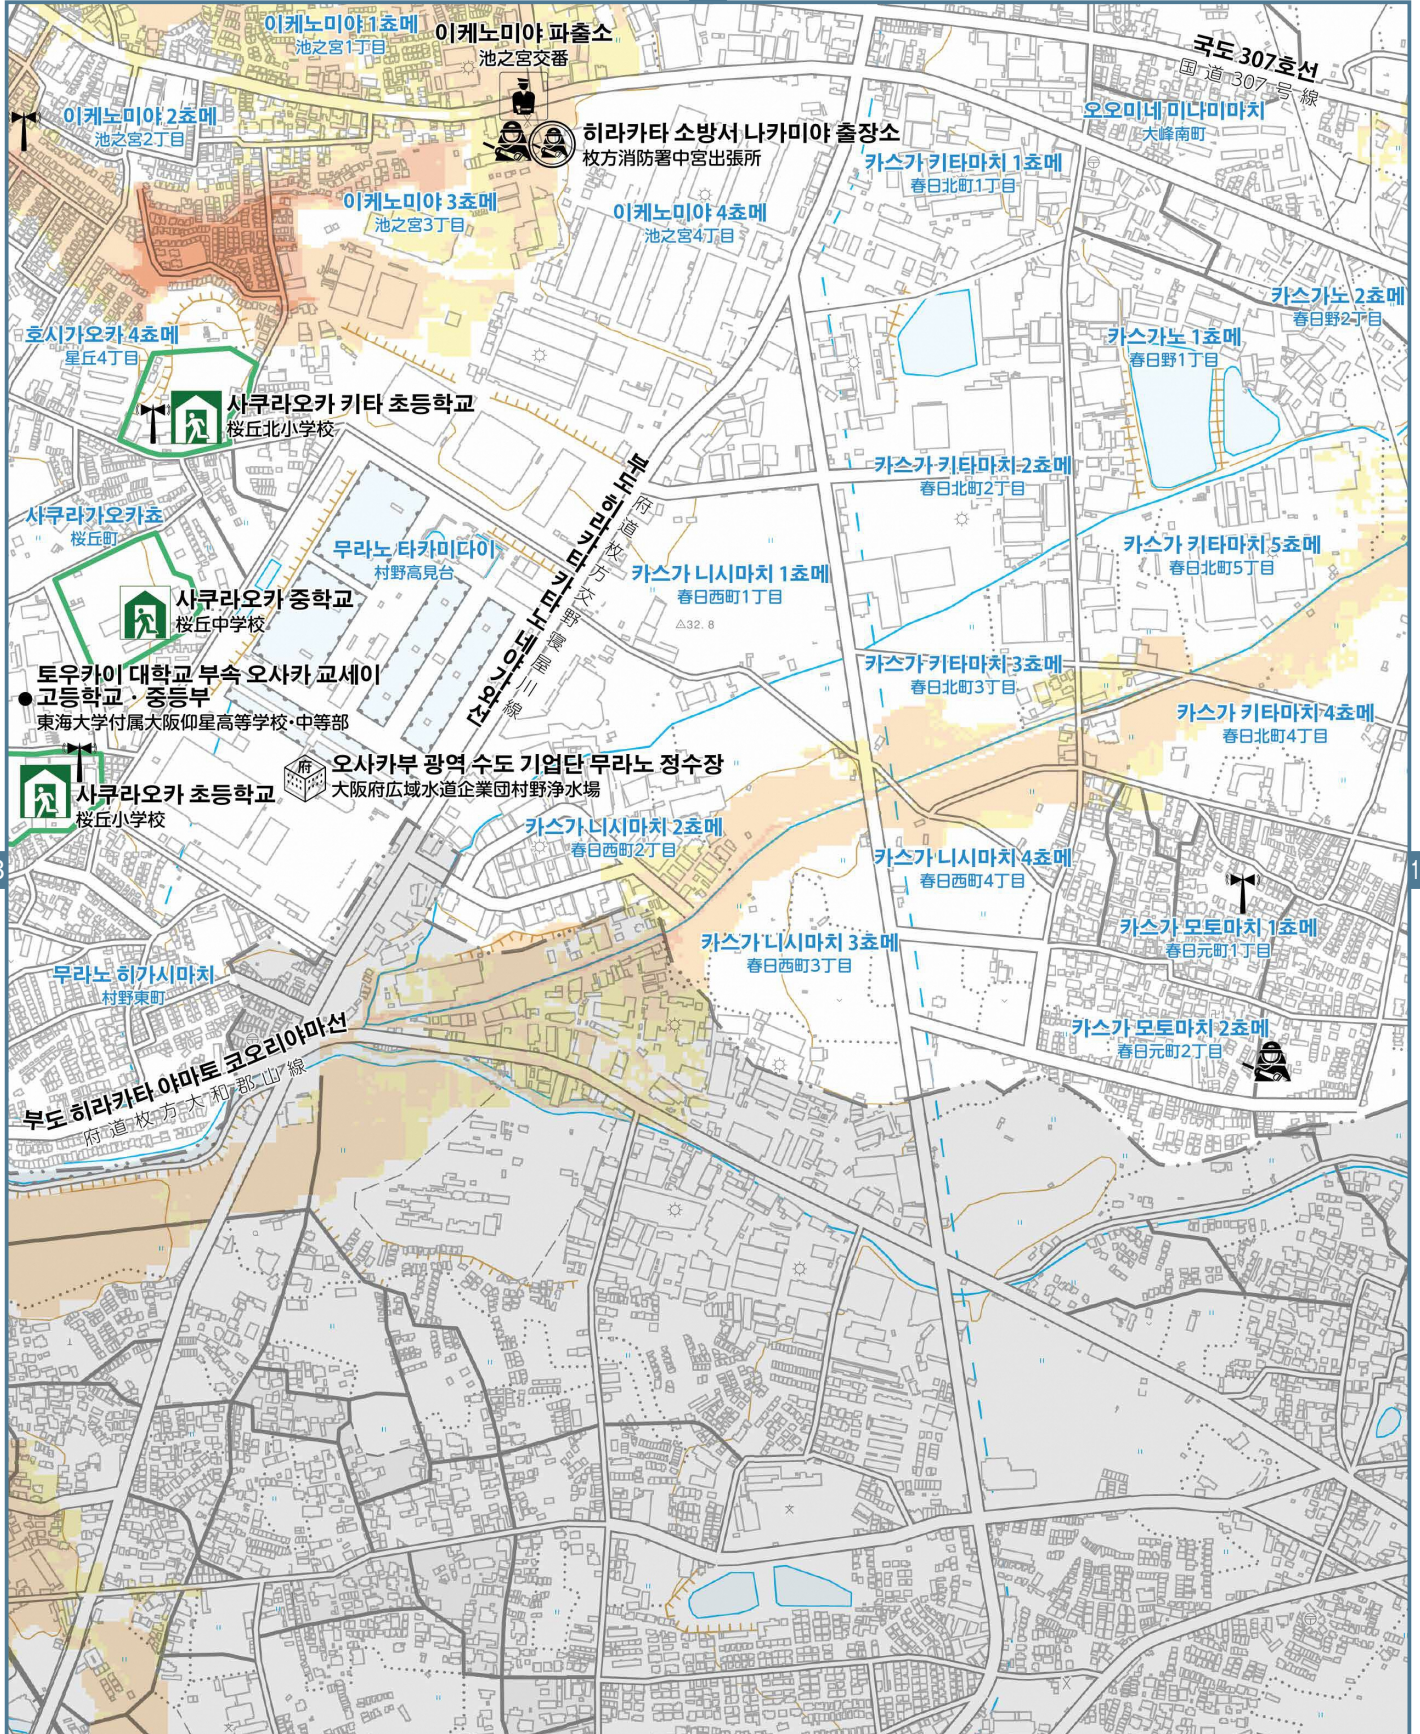 이케노미야 1쵸메
池之宮1丁目
이케노미야 파출소
池之宮交番
국도 307호선
国道307号線
이케노미야 2쵸메
池之宮2丁目
히라카타 소방서 나카미야 출장소
枚方消防署中宮出張所
오오미네 미나미마치
大峰南町
카스가 키타마치 1쵸메
春日北町1丁目
이케노미야 3쵸메
池之宮3丁目
이케노미야 4쵸메
池之宮4丁目
카스가노 2쵸메
春日野2丁目
호시가오카 4쵸메
星丘4丁目
카스가노 1쵸메
春日野1丁目
사쿠라오카 키타 초등학교
桜丘北小学校
카스가 키타마치 2쵸메
春日北町2丁目
부도 히라카타 카타노 네야가와선
府道枚方交野寝屋川線
사쿠라가오카쵸
桜丘町
무라노 타카미다이
村野高見台
카스가 키타마치 5쵸메
春日北町5丁目
카스가 니시마치 1쵸메
春日西町1丁目
△32.8
사쿠라오카 중학교
桜丘中学校
토우카이 대학교 부속 오사카 교세이
고등학교 · 중등부
東海大学付属大阪仰星高等学校・中等部
카스가 키타마치 3쵸메
春日北町3丁目
카스가 키타마치 4쵸메
春日北町4丁目
府
오사카부 광역 수도 기업단 무라노 정수장
大阪府広域水道企業団村野浄水場
사쿠라오카 초등학교
桜丘小学校
카스가 니시마치 2쵸메
春日西町2丁目
카스가 니시마치 4쵸메
春日西町4丁目
카스가 니시마치 3쵸메
春日西町3丁目
카스가 모토마치 1쵸메
春日元町1丁目
무라노 히가시마치
村野東町
카스가 모토마치 2쵸메
春日元町2丁目
부도 히라카타 야마토 코오리야마선
府道枚方大和郡山線